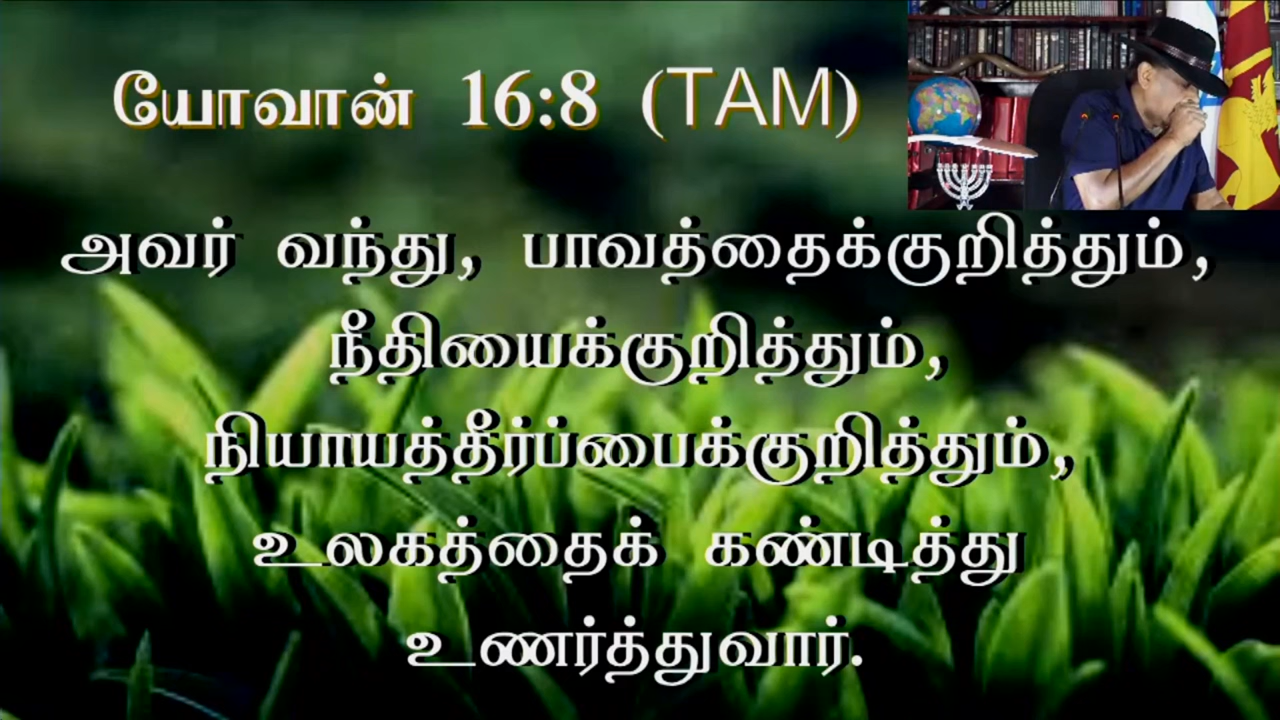 யோவான் 16:8 (TAM)
அவர் வந்து, பாவத்தைக்குறித்தும்,
நீதியைக்குறித்தும்,
நியாயத்தீர்ப்பைக்குறித்தும்,
உலகத்தைக் கண்டித்து
உணர்த்துவார்.